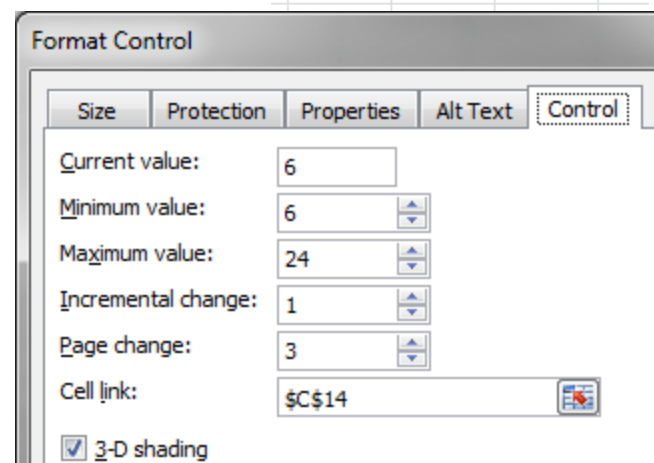 Format Control
Size Protection Properties Alt Text Control
Current value: 6
Minimum value: 6
Maximum value: 24
Incremental change: 1
Page change: 3
Cell link: $C$14
3-D shading